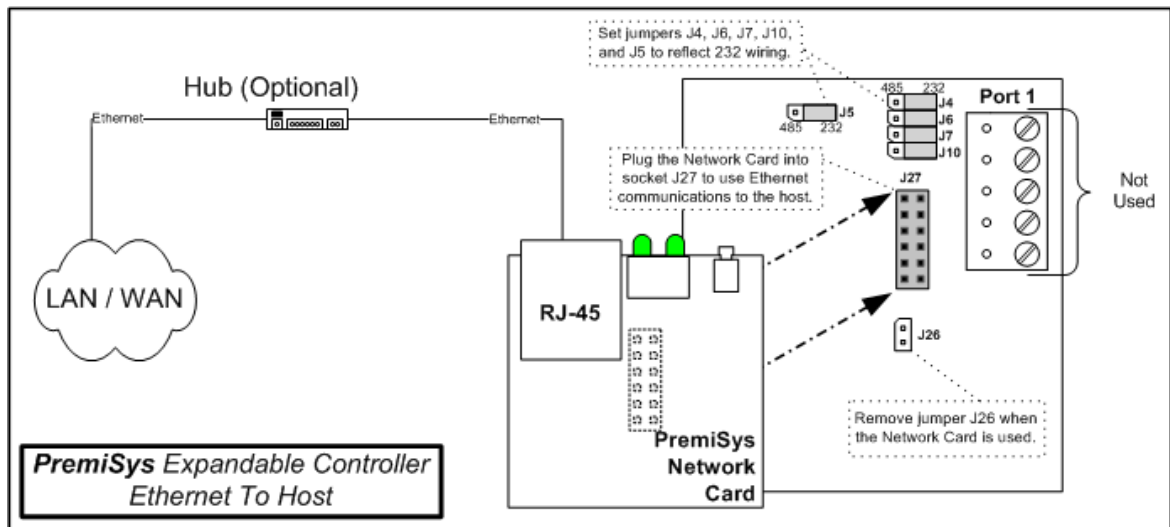 Set jumpers J4, J6, J7, J10,
and J5 to reflect 232 wiring.
Hub (Optional)
Ethernet
Ethernet
485 232
J5
485 232
J4
J6
J7
J10
Port 1
Plug the Network Card into
socket J27 to use Ethernet
communications to the host.
J27
Not
Used
LAN / WAN
RJ-45
J26
Remove jumper J26 when
the Network Card is used.
PremiSys
Network
Card
PremiSys Expandable Controller
Ethernet To Host